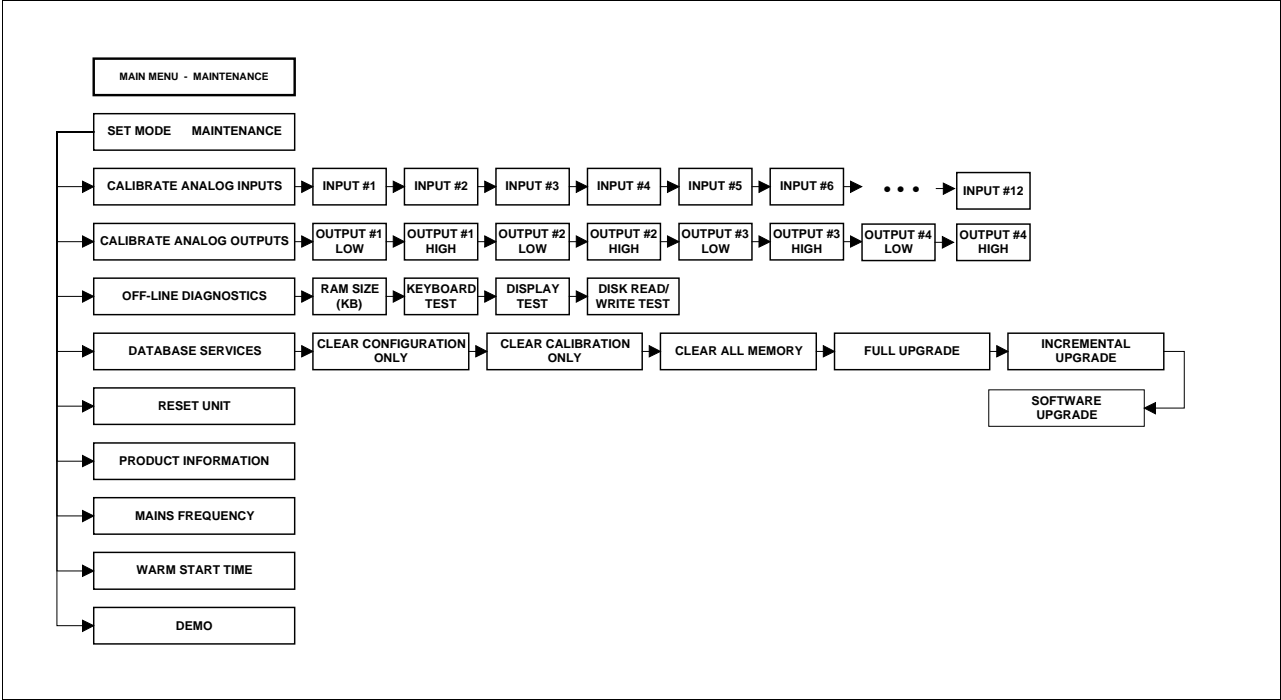 MAIN MENU - MAINTENANCE
SET MODE MAINTENANCE
CALIBRATE ANALOG INPUTS
INPUT #1
INPUT #2
INPUT #3
INPUT #4
INPUT #5
INPUT #6
• • •
INPUT #12
CALIBRATE ANALOG OUTPUTS
OUTPUT #1
LOW
OUTPUT #1
HIGH
OUTPUT #2
LOW
OUTPUT #2
HIGH
OUTPUT #3
LOW
OUTPUT #3
HIGH
OUTPUT #4
LOW
OUTPUT #4
HIGH
OFF-LINE DIAGNOSTICS
RAM SIZE
(KB)
KEYBOARD
TEST
DISPLAY
TEST
DISK READ/
WRITE TEST
DATABASE SERVICES
CLEAR CONFIGURATION
ONLY
CLEAR CALIBRATION
ONLY
CLEAR ALL MEMORY
FULL UPGRADE
INCREMENTAL
UPGRADE
SOFTWARE
UPGRADE
RESET UNIT
PRODUCT INFORMATION
MAINS FREQUENCY
WARM START TIME
DEMO